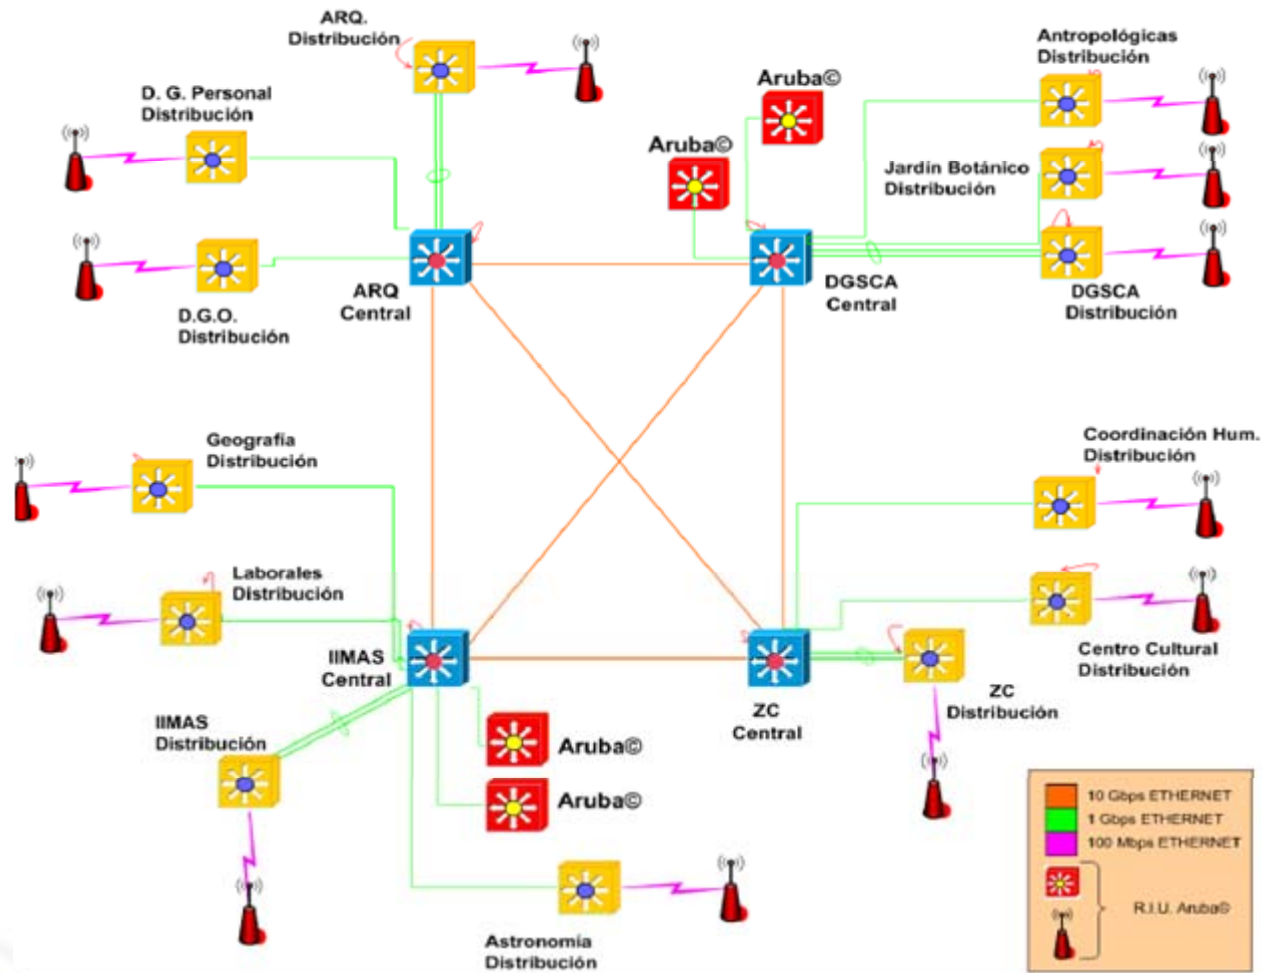 ARQ.
Distribución
D. G. Personal
Distribución
D.G.O.
Distribución
ARQ
Central
Aruba©
Aruba©
DGSCA
Central
Antropológicas
Distribución
Jardín Botánico
Distribución
DGSCA
Distribución
Geografía
Distribución
Laborales
Distribución
IIMAS
Central
IIMAS
Distribución
Aruba©
Aruba©
Astronomía
Distribución
ZC
Central
Coordinación Hum.
Distribución
Centro Cultural
Distribución
ZC
Distribución
10 Gbps ETHERNET
1 Gbps ETHERNET
100 Mbps ETHERNET
R.I.U. Aruba©